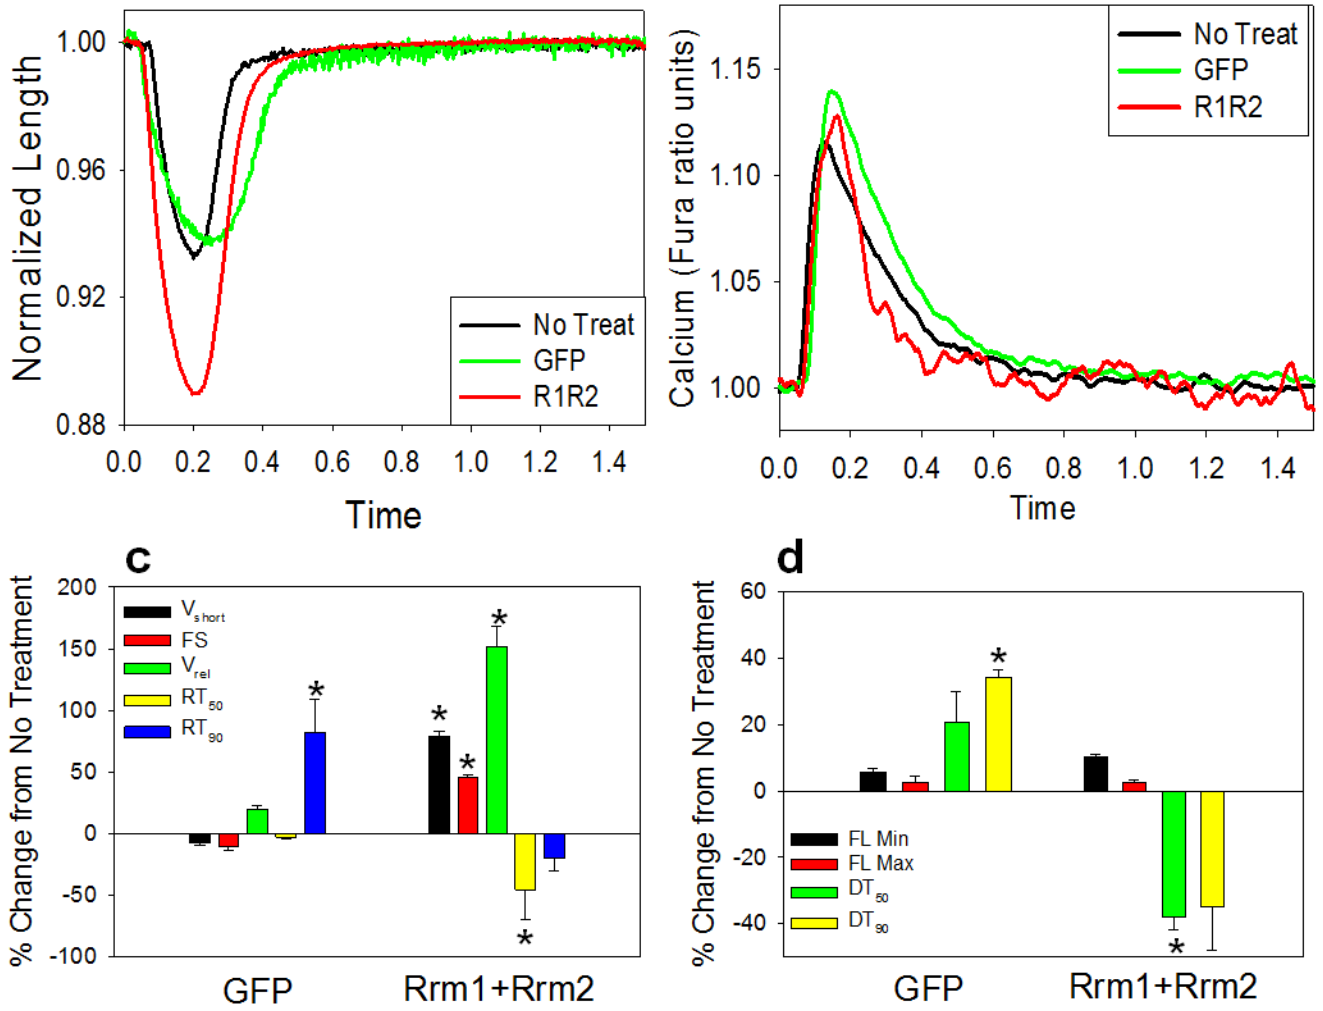 Normalized Length
1.00
0.96
0.92
0.88
No Treat
GFP
R1R2
0.0 0.2 0.4 0.6 0.8 1.0 1.2 1.4
Time
Calcium (Fura ratio units)
1.15
1.10
1.05
1.00
No Treat
GFP
R1R2
0.0 0.2 0.4 0.6 0.8 1.0 1.2 1.4
Time
c
% Change from No Treatment
200
150
100
50
0
-50
-100
Vshort
FS
Vrel
RT50
RT90
*
*
*
*
*
GFP Rrm1+Rrm2
d
% Change from No Treatment
60
40
20
0
-20
-40
*
*
FL Min
FL Max
DT50
DT90
GFP Rrm1+Rrm2